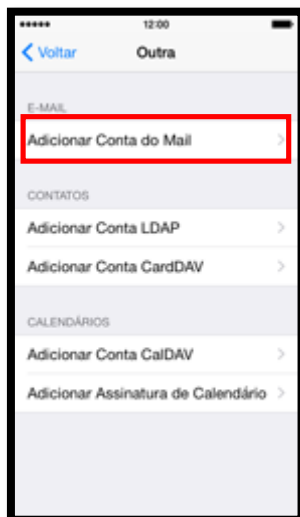 12:00
Voltar Outra
E-MAIL
Adicionar Conta do Mail
CONTATOS
Adicionar Conta LDAP
Adicionar Conta CardDAV
CALENDÁRIOS
Adicionar Conta CalDAV
Adicionar Assinatura de Calendário